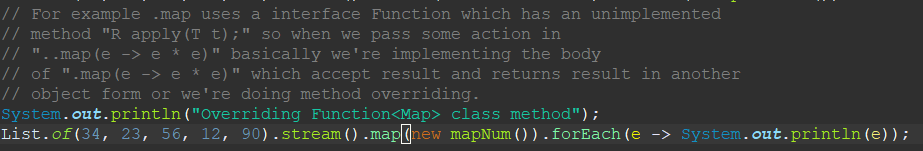 // For example .map uses a interface Function which has an unimplemented
// method "R apply(T t);" so when we pass some action in
// "..map(e -> e * e)" basically we're implementing the body
// of ".map(e -> e * e)" which accept result and returns result in another
// object form or we're doing method overriding.
System.out.println("Overriding Function<Map> class method");
List.of(34, 23, 56, 12, 90).stream().map(new mapNum()).forEach(e -> System.out.println(e));